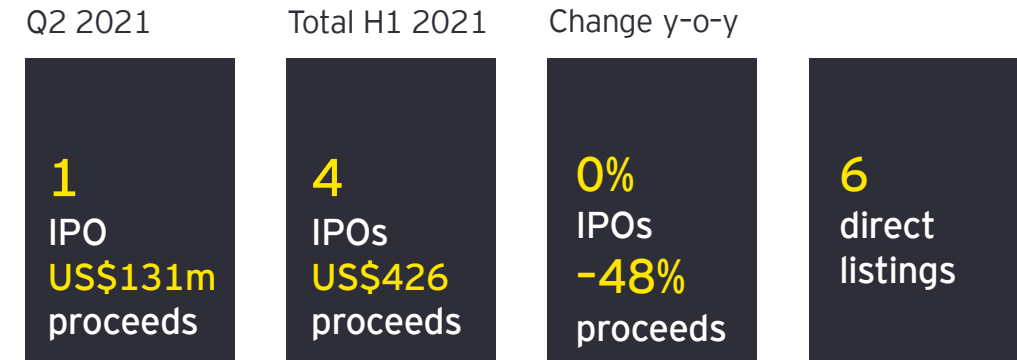 Q2 2021
Total H1 2021
Change y-o-y
1
IPO
US$131m
proceeds
4
IPOs
US$426
proceeds
0%
IPOs
-48%
proceeds
6
direct
listings